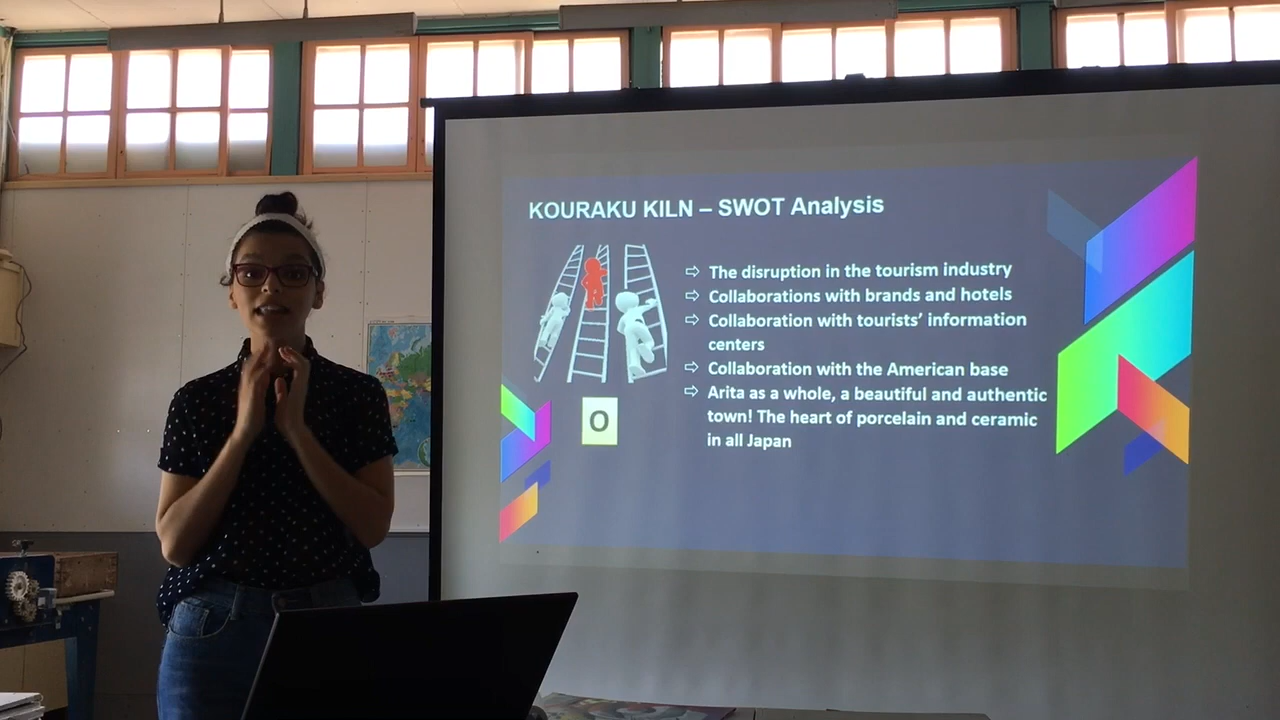 KOURAKU KILN – SWOT Analysis
⇨ The disruption in the tourism industry
⇨ Collaborations with brands and hotels
⇨ Collaboration with tourists' information
centers
⇨ Collaboration with the American base
⇨ Arita as a whole, a beautiful and authentic
town! The heart of porcelain and ceramic
in all Japan
O